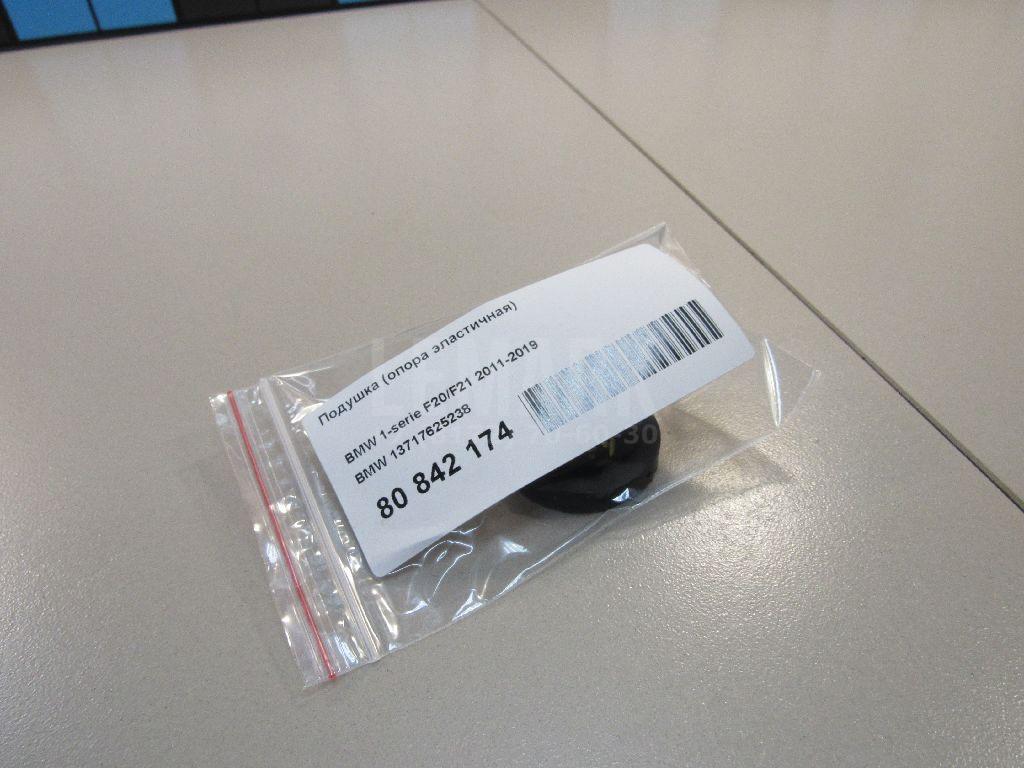 Подушка (опора эластичная)
BMW 1-serie F20/F21 2011-2019
BMW 13717625238
80 842 174